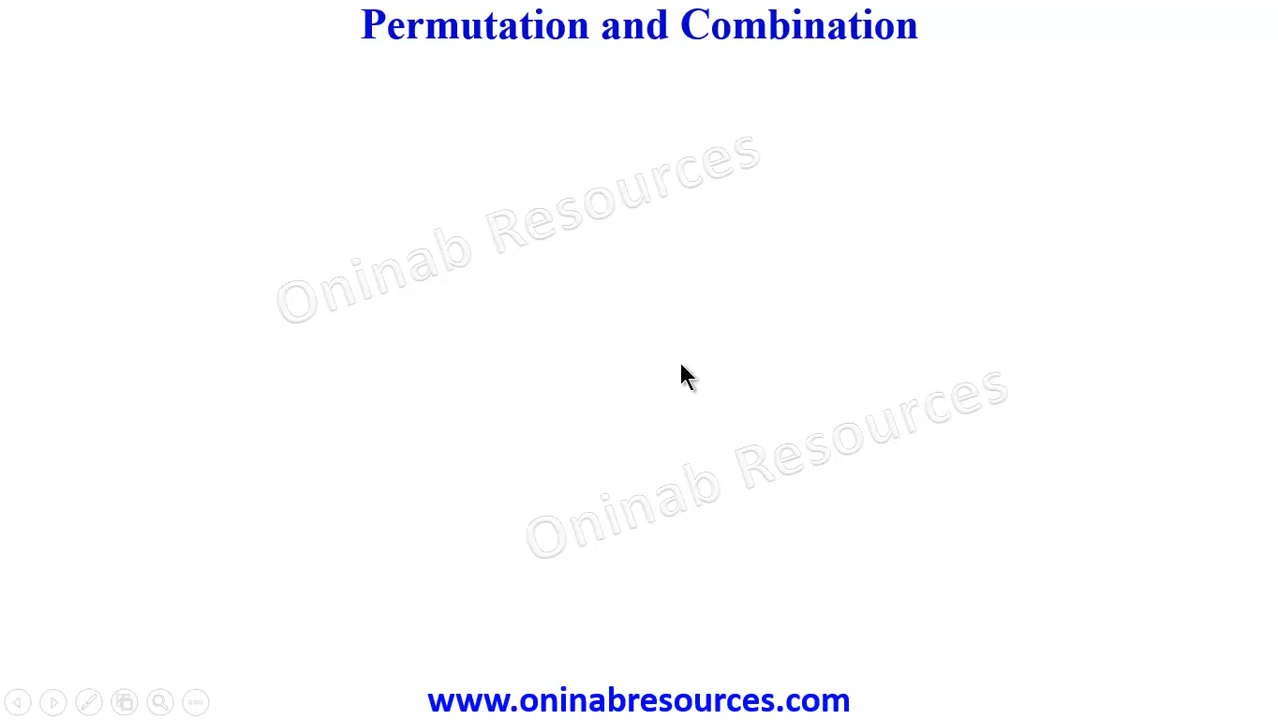 Permutation and Combination
Oninab Resources
Oninab Resources
www.oninabresources.com